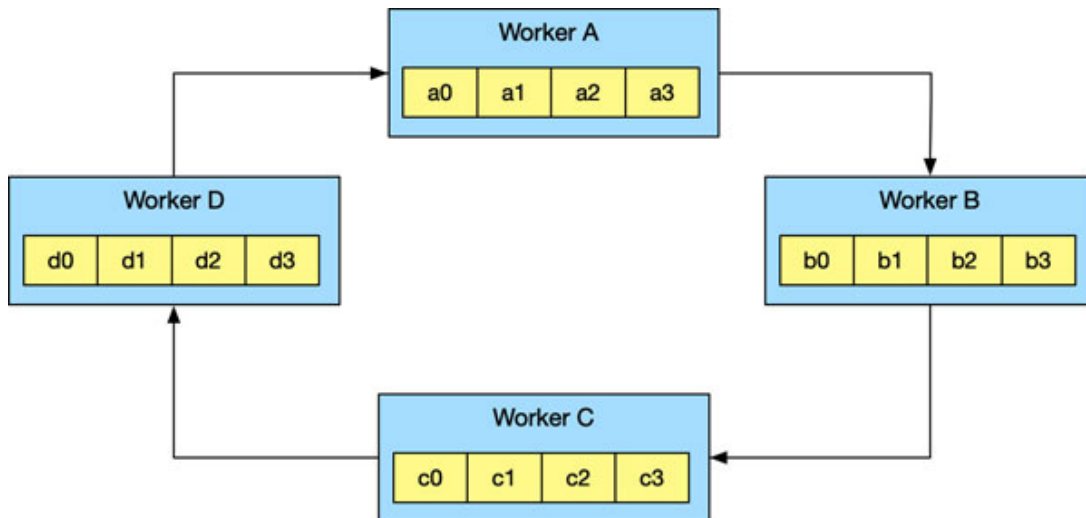 Worker A
a0 a1 a2 a3
Worker D
d0 d1 d2 d3
Worker B
b0 b1 b2 b3
Worker C
c0 c1 c2 c3